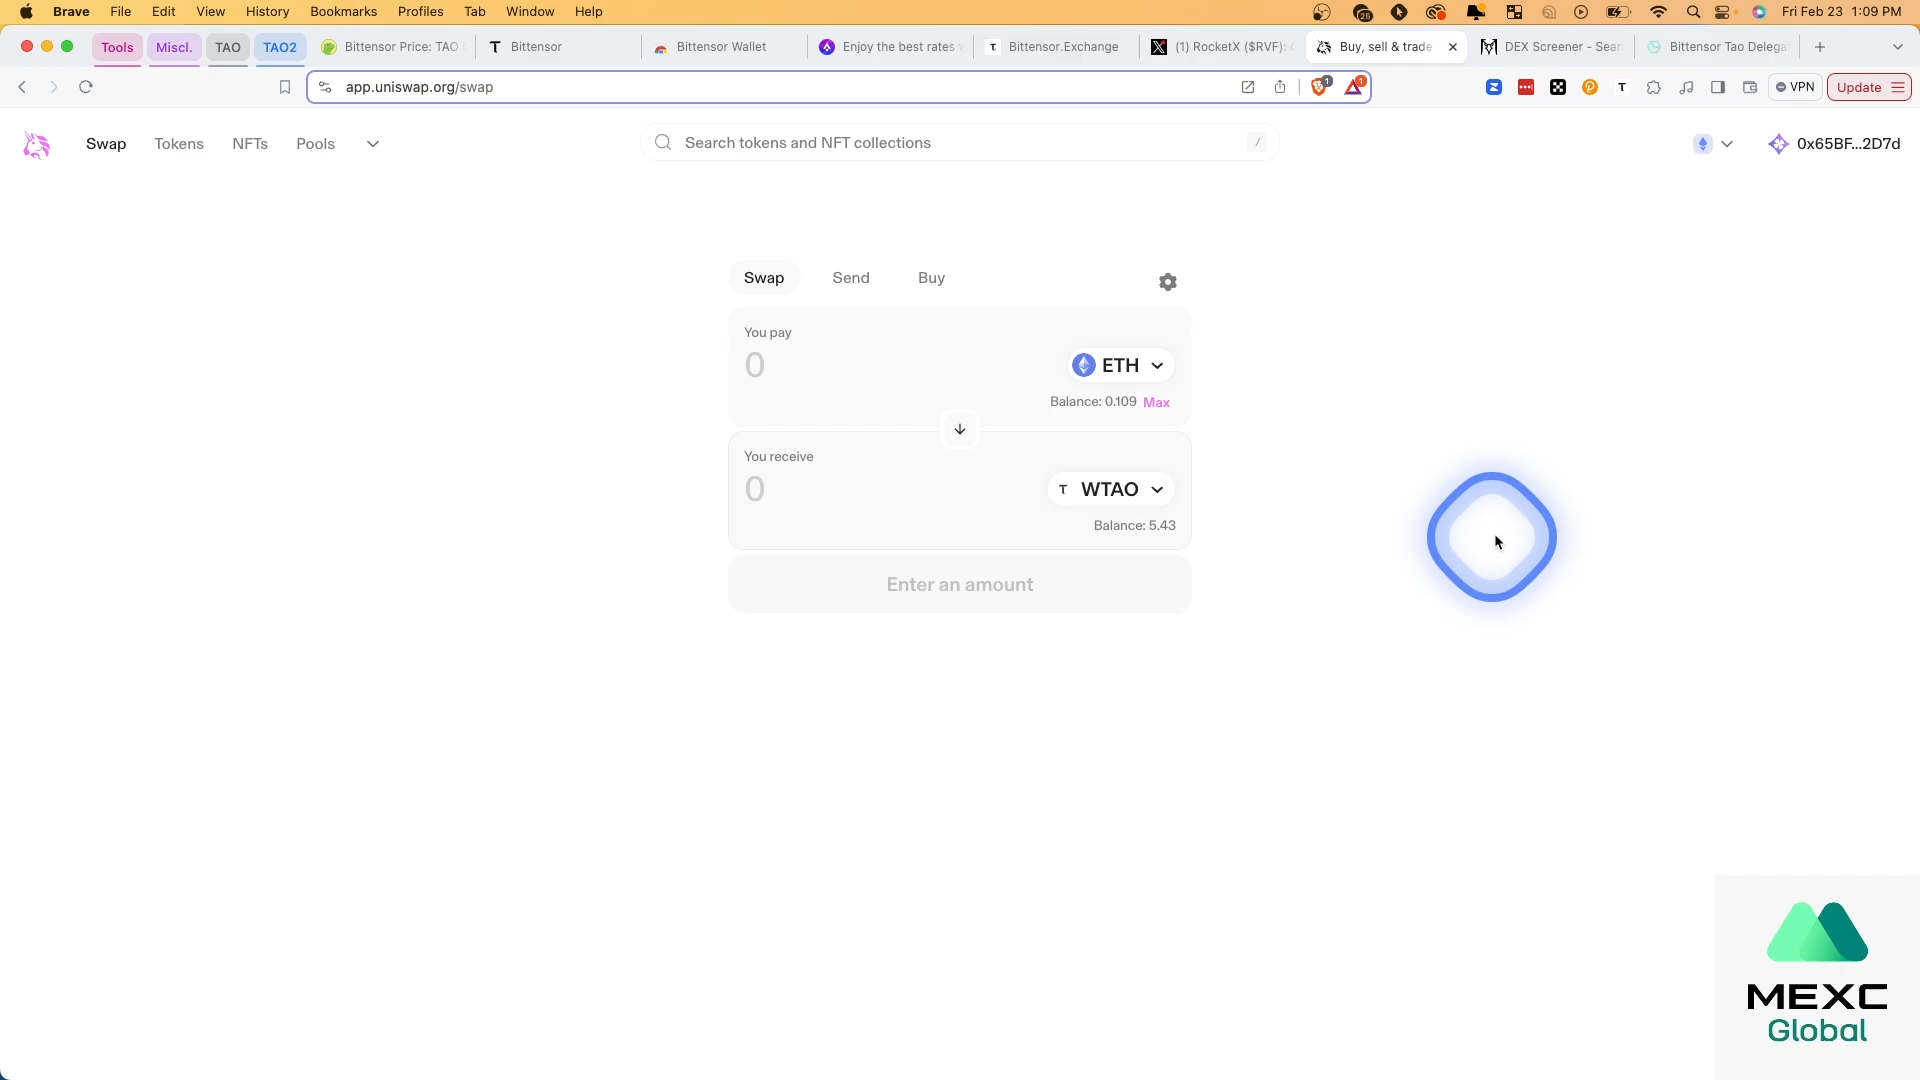 Brave File Edit View History Bookmarks Profiles Tab Window Help
25
Fri Feb 23 1:09 PM
Tools Miscl. TAO TAO2 Bittensor Price: TAO Bittensor Bittensor Wallet Enjoy the best rates Bittensor.Exchange (1) RocketX ($RVF): Buy, sell & trade DEX Screener - Sear Bittensor Tao Delega
app.uniswap.org/swap
1 1
VPN Update
Swap Tokens NFTs Pools
Search tokens and NFT collections /
0x65BF...2D7d
Swap Send Buy
You pay
0 ETH
Balance: 0.109 Max
You receive
0 T WTAO
Balance: 5.43
Enter an amount
MEXC
Global